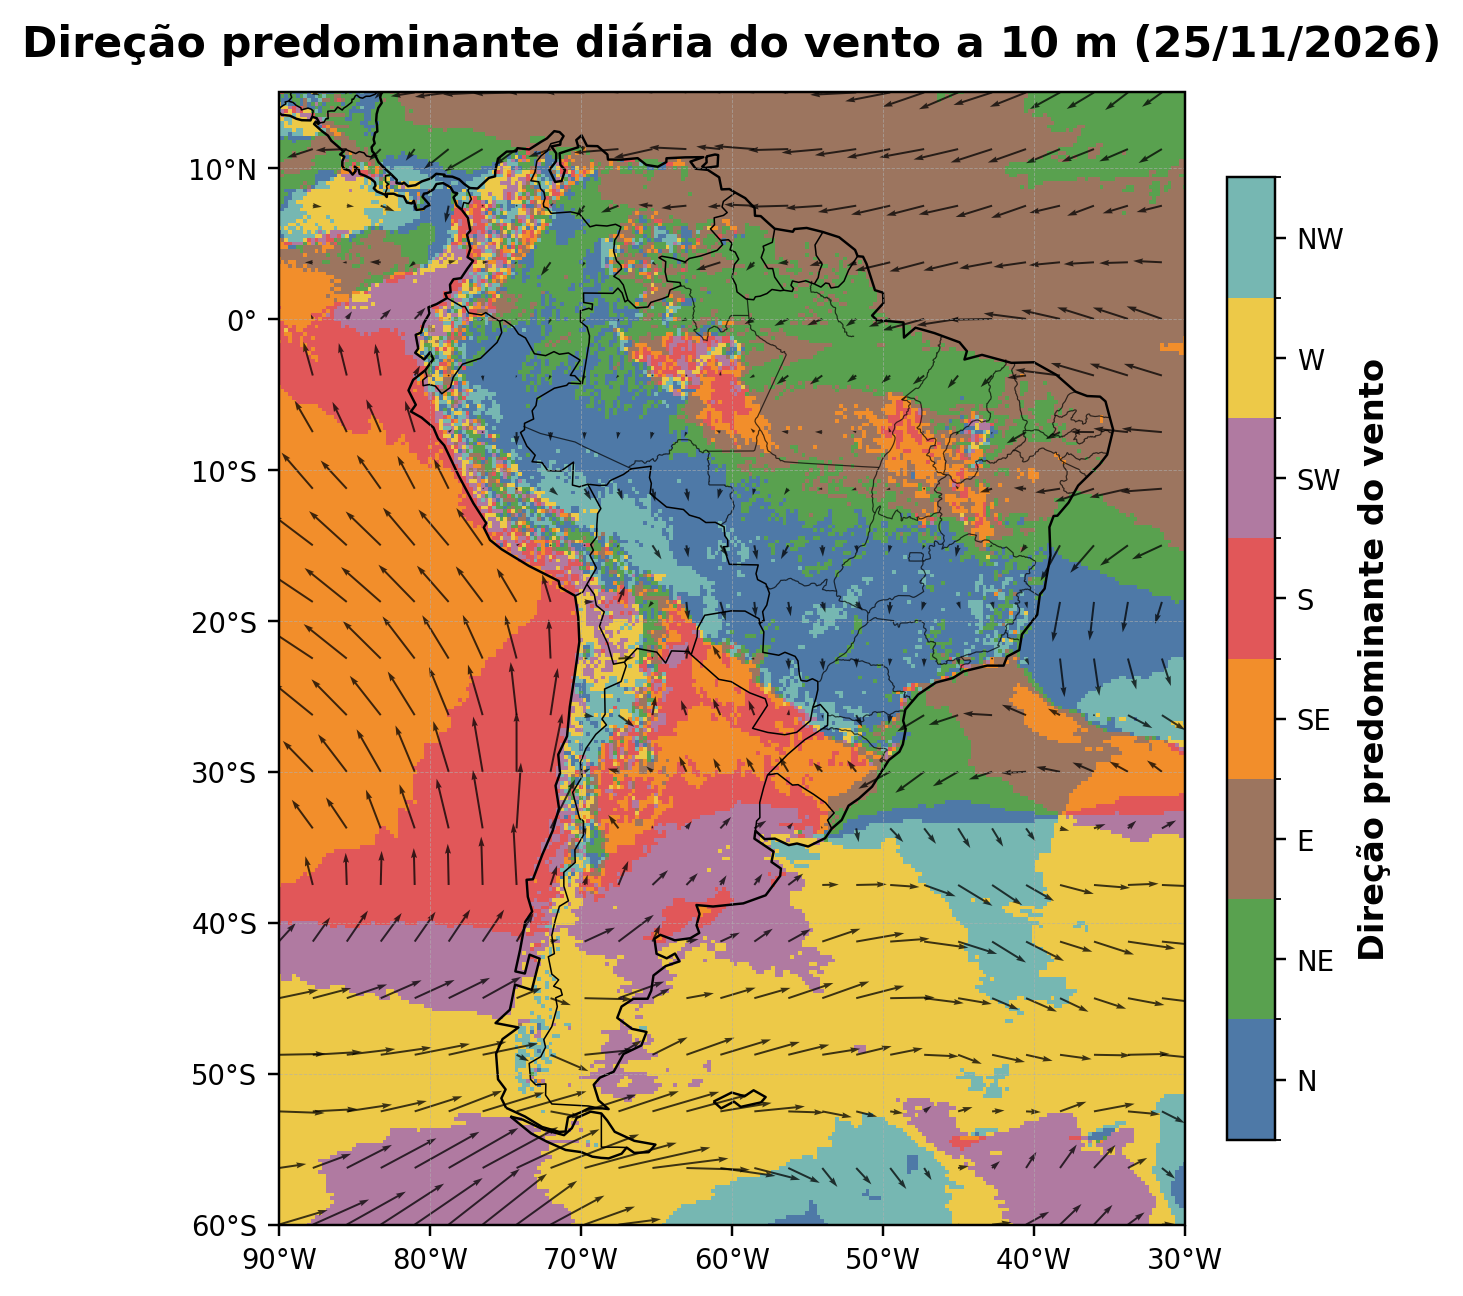 Direção predominante diária do vento a 10 m (25/11/2026)
10°N
0°
10°S
20°S
30°S
40°S
50°S
60°S
90°W
80°W
70°W
60°W
50°W
40°W
30°W
NW
W
SW
S
SE
E
NE
N
Direção predominante do vento